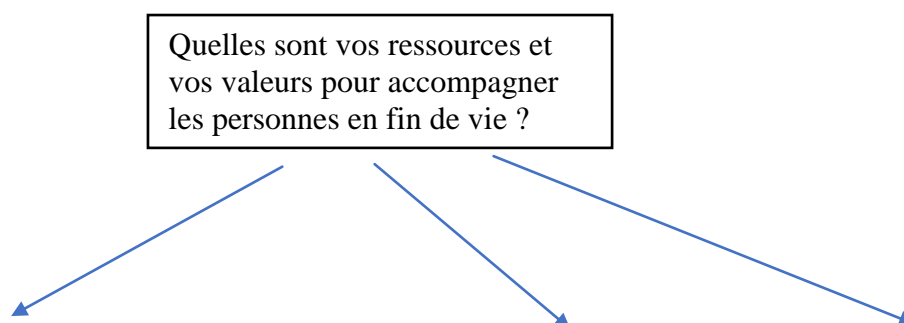 Quelles sont vos ressources et
vos valeurs pour accompagner
les personnes en fin de vie ?